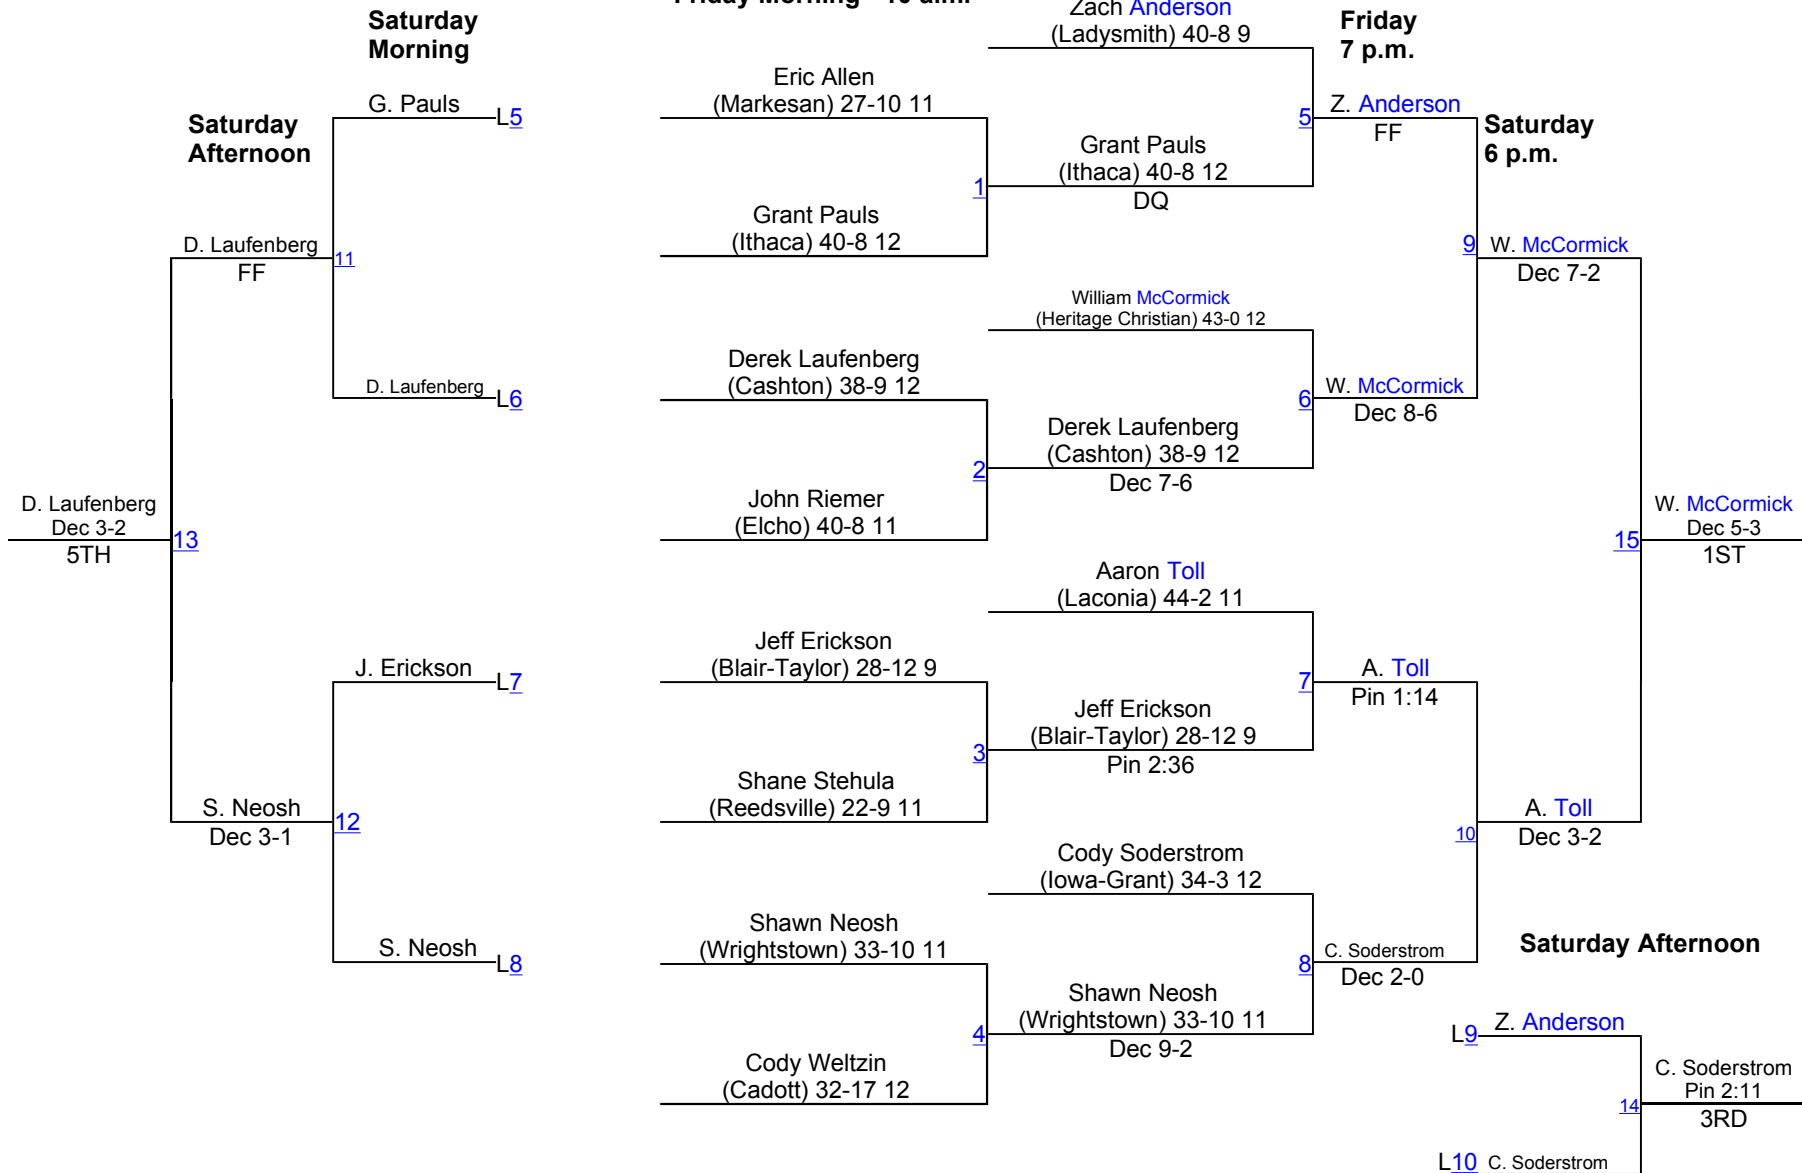 Friday Morning - 10 a.m.
Saturday
Morning
Saturday
Afternoon
G. Pauls
L5
D. Laufenberg
FF
11
D. Laufenberg
L6
D. Laufenberg
Dec 3-2
5TH
13
J. Erickson
L7
S. Neosh
Dec 3-1
12
S. Neosh
L8
Eric Allen
(Markesan) 27-10 11
1
Grant Pauls
(Ithaca) 40-8 12
Derek Laufenberg
(Cashton) 38-9 12
2
John Riemer
(Elcho) 40-8 11
Jeff Erickson
(Blair-Taylor) 28-12 9
3
Shane Stehula
(Reedsville) 22-9 11
Shawn Neosh
(Wrightstown) 33-10 11
4
Cody Weltzin
(Cadott) 32-17 12
Zach Anderson
(Ladysmith) 40-8 9
5
Grant Pauls
(Ithaca) 40-8 12
DQ
William McCormick
(Heritage Christian) 43-0 12
6
Derek Laufenberg
(Cashton) 38-9 12
Dec 7-6
Aaron Toll
(Laconia) 44-2 11
7
Jeff Erickson
(Blair-Taylor) 28-12 9
Pin 2:36
Cody Soderstrom
(Iowa-Grant) 34-3 12
8
Shawn Neosh
(Wrightstown) 33-10 11
Dec 9-2
Friday
7 p.m.
Z. Anderson
FF
9
W. McCormick
Dec 8-6
A. Toll
Pin 1:14
10
C. Soderstrom
Dec 2-0
Saturday
6 p.m.
W. McCormick
Dec 7-2
15
A. Toll
Dec 3-2
W. McCormick
Dec 5-3
1ST
Saturday Afternoon
L9 Z. Anderson
14
L10 C. Soderstrom
C. Soderstrom
Pin 2:11
3RD